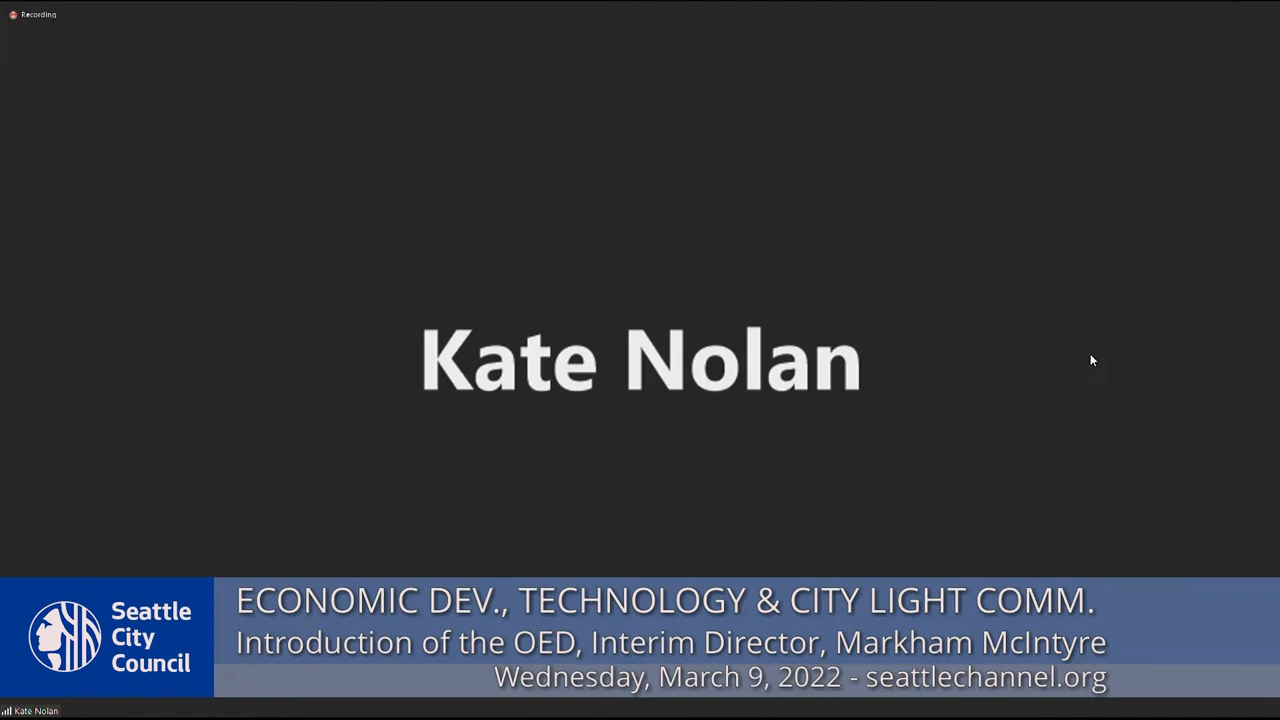 Recording
Kate Nolan
Seattle
City
Council
ECONOMIC DEV., TECHNOLOGY & CITY LIGHT COMM.
Introduction of the OED, Interim Director, Markham McIntyre
Wednesday, March 9, 2022 - seattlechannel.org
Kate Nolan